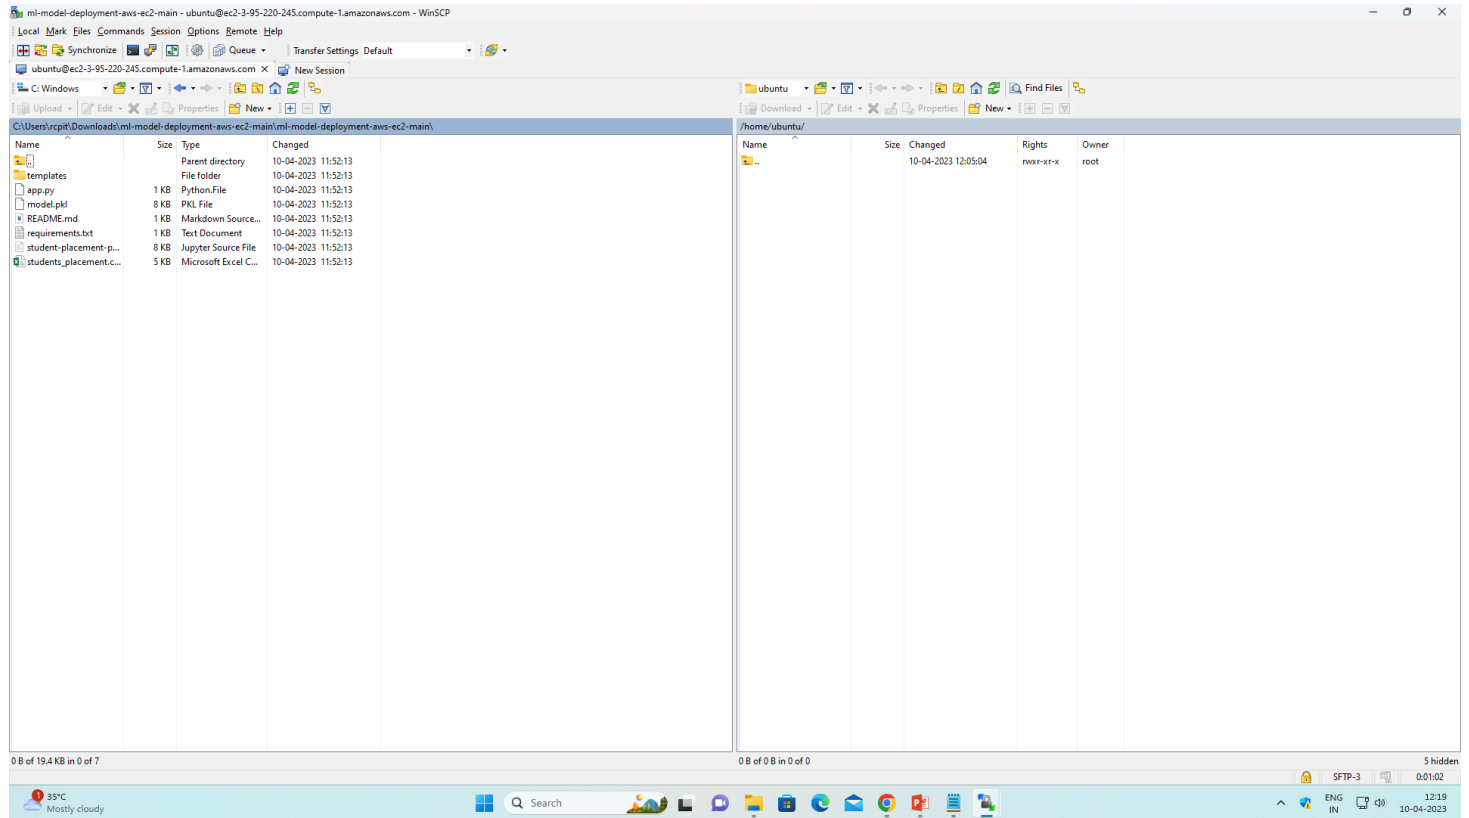 ml-model-deployment-aws-ec2-main - ubuntu@ec2-3-95-220-245.compute-1.amazonaws.com - WinSCP
Local Mark Files Commands Session Options Remote Help
Synchronize Queue Transfer Settings Default
ubuntu@ec2-3-95-220-245.compute-1.amazonaws.com × New Session
C: Windows
Upload Edit Properties New
C:\Users\rcpit\Downloads\ml-model-deployment-aws-ec2-main\ml-model-deployment-aws-ec2-main\
Name Size Type Changed
.. Parent directory 10-04-2023 11:52:13
templates File folder 10-04-2023 11:52:13
app.py 1 KB Python.File 10-04-2023 11:52:13
model.pkl 8 KB PKL File 10-04-2023 11:52:13
README.md 1 KB Markdown Source... 10-04-2023 11:52:13
requirements.txt 1 KB Text Document 10-04-2023 11:52:13
student-placement-p... 8 KB Jupyter Source File 10-04-2023 11:52:13
students_placement.c... 5 KB Microsoft Excel C... 10-04-2023 11:52:13
0 B of 19.4 KB in 0 of 7
ubuntu Find Files
Download Edit Properties New
/home/ubuntu/
Name Size Changed Rights Owner
.. 10-04-2023 12:05:04 rwxr-xr-x root
0 B of 0 B in 0 of 0 5 hidden
SFTP-3 0:01:02
1
35°C
Mostly cloudy
Search
ENG
IN
12:19
10-04-2023